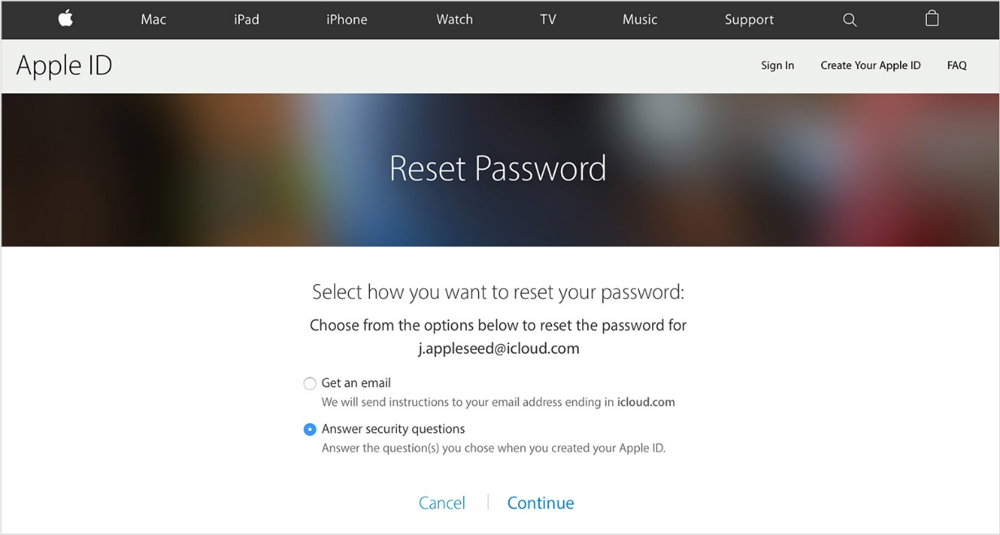 Mac iPad iPhone Watch TV Music Support
Apple ID Sign In Create Your Apple ID FAQ
Reset Password
Select how you want to reset your password:
Choose from the options below to reset the password for
j.appleseed@icloud.com
Get an email
We will send instructions to your email address ending in icloud.com
Answer security questions
Answer the question(s) you chose when you created your Apple ID.
Cancel Continue